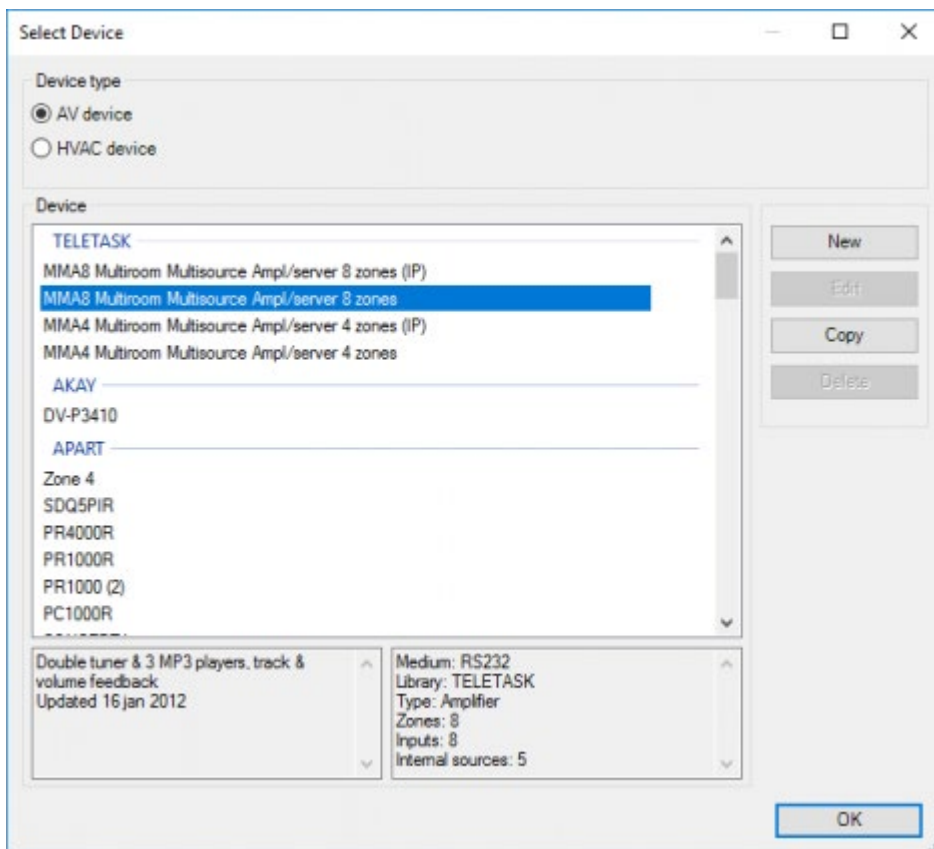 Select Device
Device type
AV device
HVAC device
Device
TELETASK
MMA8 Multiroom Multisource Ampl/server 8 zones (IP)
MMA8 Multiroom Multisource Ampl/server 8 zones
MMA4 Multiroom Multisource Ampl/server 4 zones (IP)
MMA4 Multiroom Multisource Ampl/server 4 zones
AKAY
DV-P3410
APART
Zone 4
SDQ5PIR
PR4000R
PR1000R
PR1000 (2)
PC1000R
New
Edit
Copy
Delete
Double tuner & 3 MP3 players, track &
volume feedback
Updated 16 jan 2012
Medium: RS232
Library: TELETASK
Type: Amplifier
Zones: 8
Inputs: 8
Internal sources: 5
OK